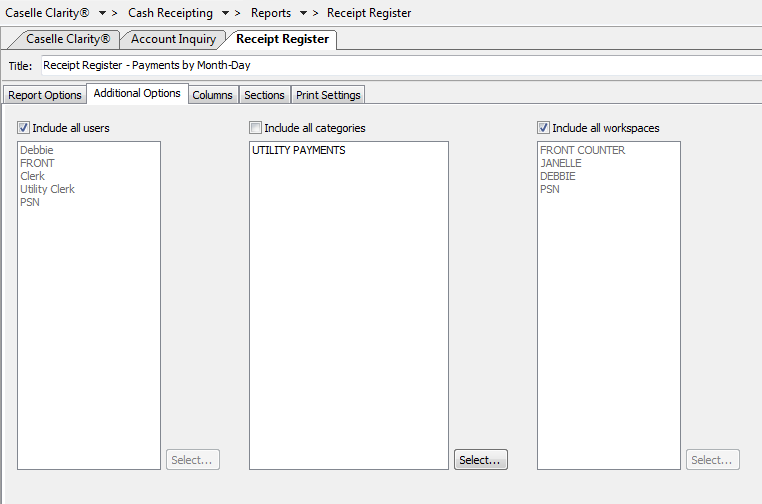 Caselle Clarity® > Cash Receipting > Reports > Receipt Register
Caselle Clarity® Account Inquiry Receipt Register
Title: Receipt Register - Payments by Month-Day
Report Options Additional Options Columns Sections Print Settings
Include all users
Debbie
FRONT
Clerk
Utility Clerk
PSN
Select...
Include all categories
UTILITY PAYMENTS
Select...
Include all workspaces
FRONT COUNTER
JANELLE
DEBBIE
PSN
Select...